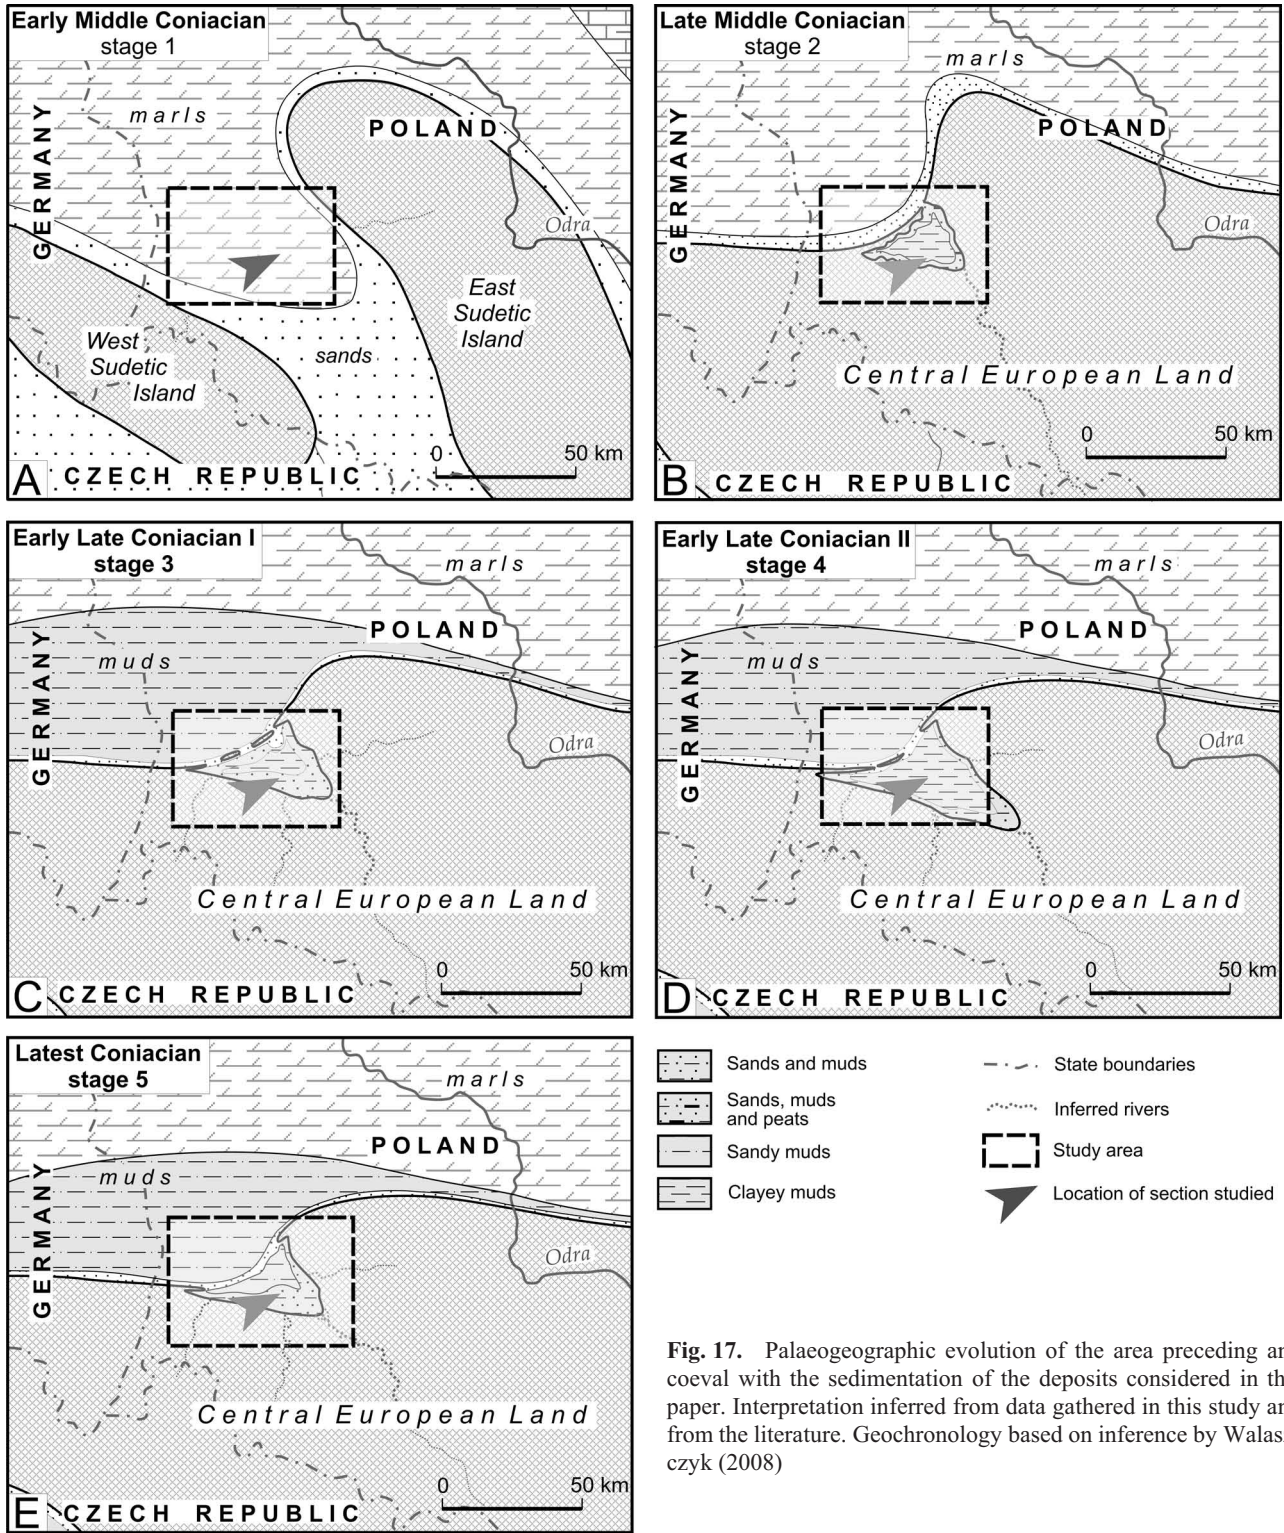 Early Middle Coniacian
stage 1
marls
GERMANY
POLAND
Odra
East
Sudetic
Island
West
Sudetic
Island
sands
0 50 km
A
CZECH REPUBLIC
Late Middle Coniacian
stage 2
marls
GERMANY
POLAND
Odra
Central European Land
0 50 km
B
CZECH REPUBLIC
Early Late Coniacian I
stage 3
marls
POLAND
GERMANY
muds
Odra
Central European Land
0 50 km
C
CZECH REPUBLIC
Early Late Coniacian II
stage 4
marls
POLAND
GERMANY
muds
Odra
Central European Land
0 50 km
D
CZECH REPUBLIC
Latest Coniacian
stage 5
marls
POLAND
GERMANY
muds
Odra
Central European Land
0 50 km
E
CZECH REPUBLIC
Sands and muds
Sands, muds
and peats
Sandy muds
Clayey muds
State boundaries
Inferred rivers
Study area
Location of section studied
Fig. 17. Palaeogeographic evolution of the area preceding an
coeval with the sedimentation of the deposits considered in th
paper. Interpretation inferred from data gathered in this study an
from the literature. Geochronology based on inference by Walas
czyk (2008)